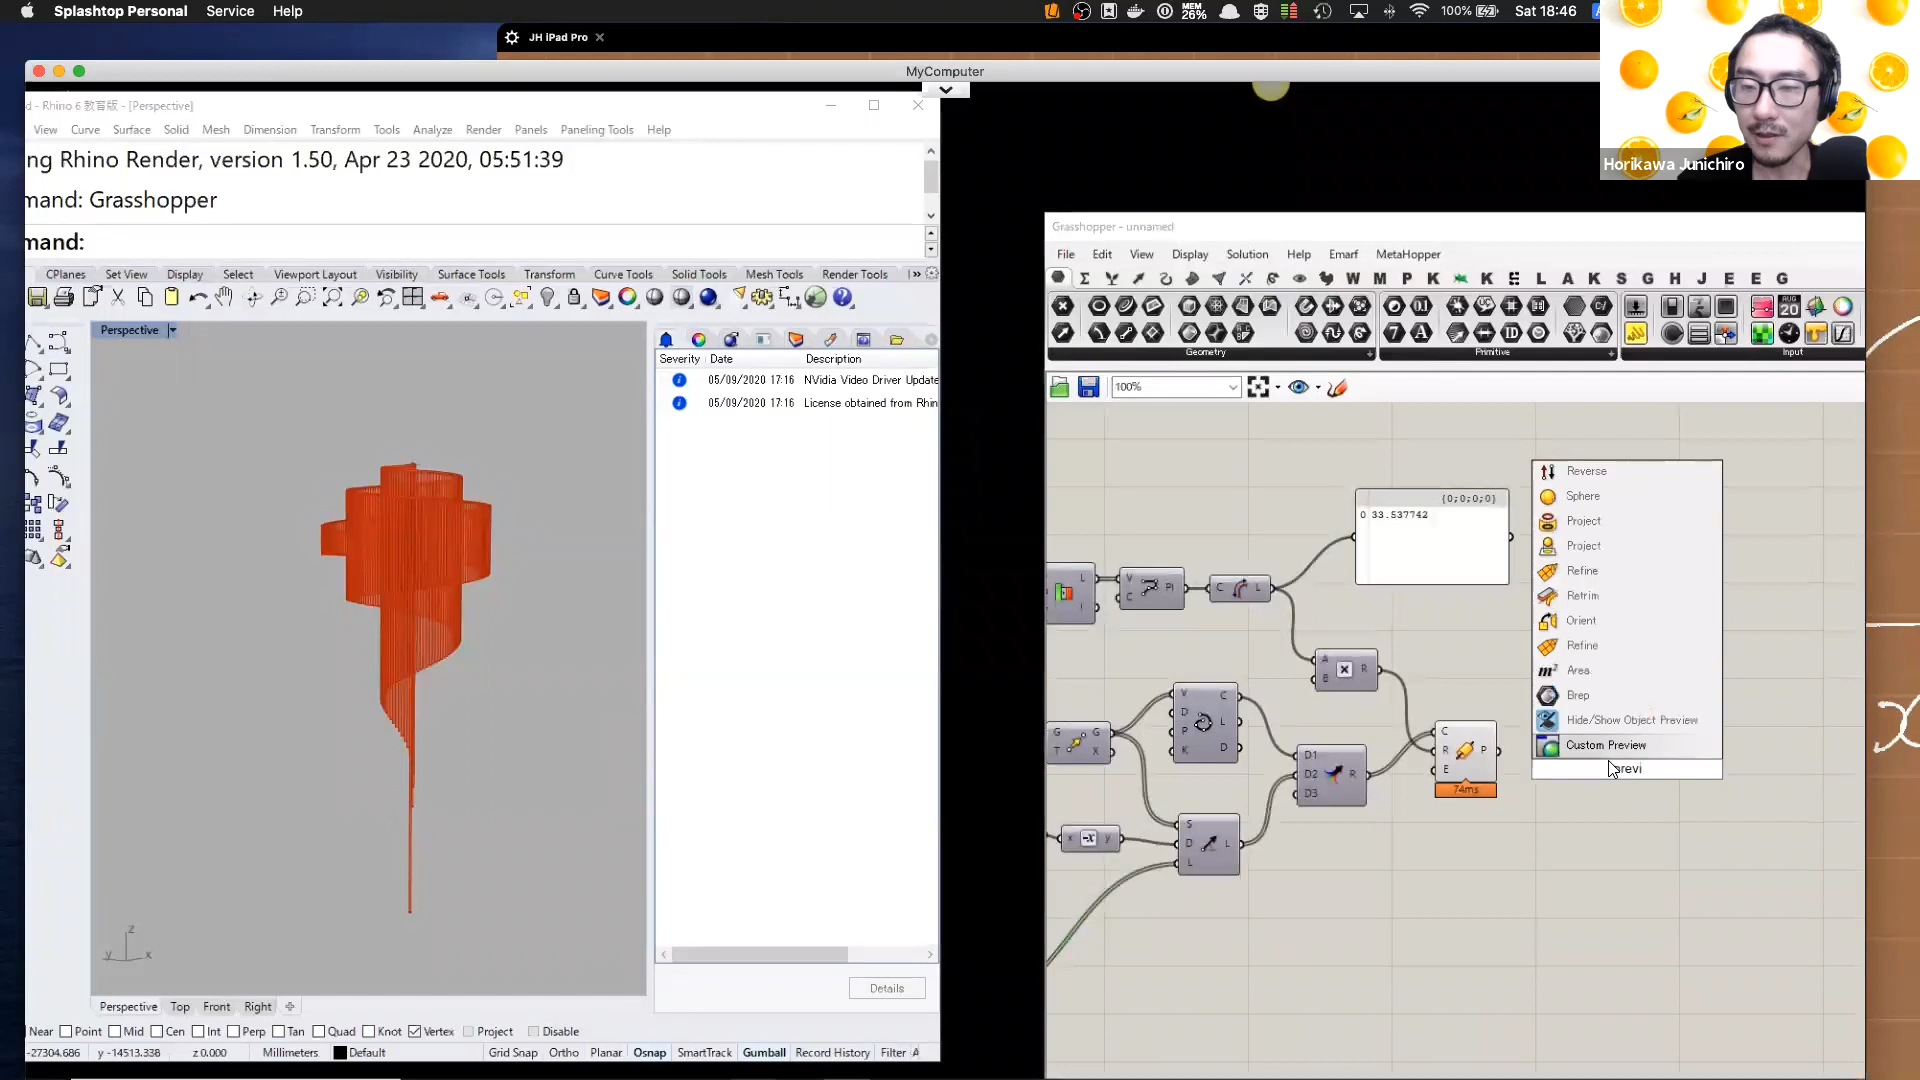 Splashtop Personal Service Help
MEM 26% 100% Sat 18:46
JH iPad Pro
MyComputer
d - Rhino 6 教育版 - [Perspective]
View Curve Surface Solid Mesh Dimension Transform Tools Analyze Render Panels Paneling Tools Help
ng Rhino Render, version 1.50, Apr 23 2020, 05:51:39
mand: Grasshopper
mand:
CPlanes Set View Display Select Viewport Layout Visibility Surface Tools Transform Curve Tools Solid Tools Mesh Tools Render Tools »
Perspective
Severity Date Description
05/09/2020 17:16 NVidia Video Driver Update
05/09/2020 17:16 License obtained from Rhin
Details
z
y x
Perspective Top Front Right
Near Point Mid Cen Int Perp Tan Quad Knot Vertex Project Disable
-27304.686 y -14513.338 z 0.000 Millimeters Default Grid Snap Ortho Planar Osnap SmartTrack Gumball Record History Filter
Horikawa Junichiro
Grasshopper - unnamed
File Edit View Display Solution Help Emarf MetaHopper
W M P K K L A K S G H J E E G
Geometry Primitive Input
100%
{0;0;0;0}
0 33.537742
L I
V C Pl
C L
A B R
G T G X
V D P K C L D
D1 D2 D3 R
C R E P
74ms
x -x y
S D L L
Reverse
Sphere
Project
Project
Refine
Retrim
Orient
Refine
m² Area
Brep
Hide/Show Object Preview
Custom Preview
previ